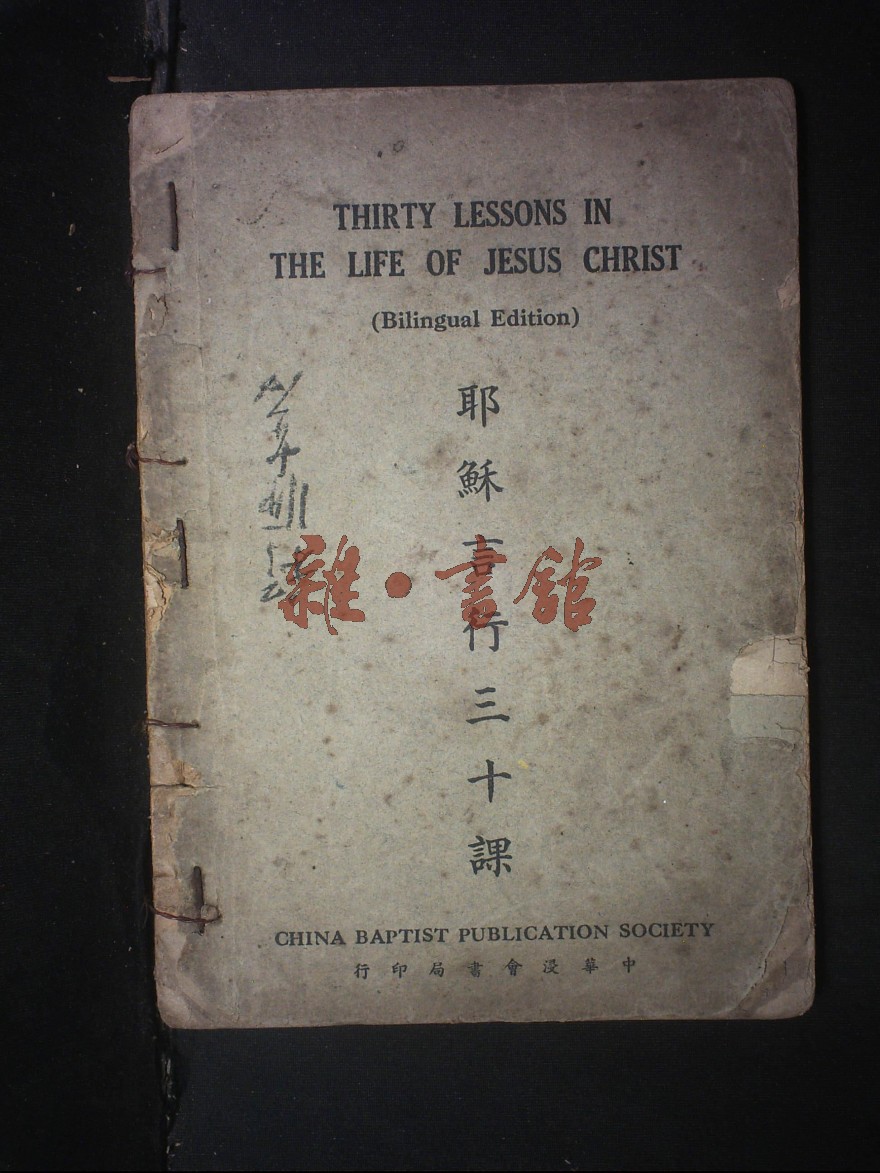 THIRTY LESSONS IN
THE LIFE OF JESUS CHRIST
(Bilingual Edition)
耶穌言行三十課
雜·書館
CHINA BAPTIST PUBLICATION SOCIETY
行印局書會浸華中